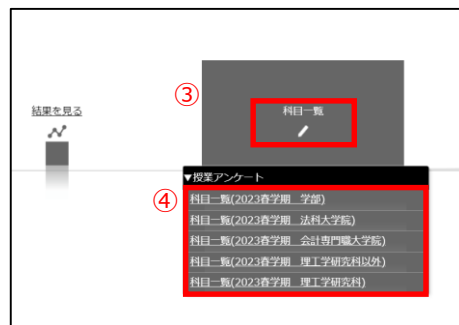 ③
科目一覧
結果を見る
▼授業アンケート
④
科目一覧(2023春学期　学部)
科目一覧(2023春学期　法科大学院)
科目一覧(2023春学期　会計専門職大学院)
科目一覧(2023春学期　理工学研究科以外)
科目一覧(2023春学期　理工学研究科)